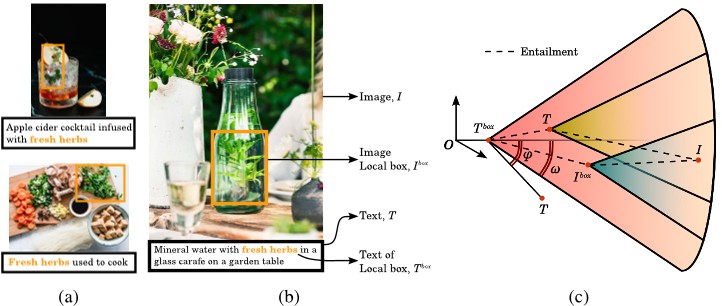 Apple cider cocktail infused
with fresh herbs
Fresh herbs used to cook
(a)
Mineral water with fresh herbs in a
glass carafe on a garden table
(b)
Image, I
Image
Local box, I^box
Text, T
Text of
Local box, T^box
Entailment
O
T^box
T
I
I^box
φ
ω
T
(c)